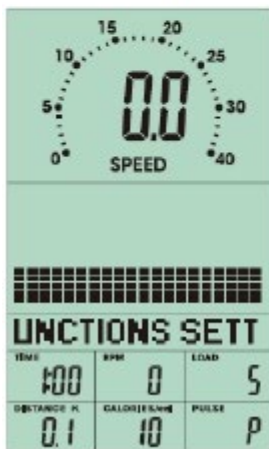 15 20
10 25
5 0.0 30
0 SPEED 40
UNCTIONS SETT
TIME RPM LOAD
1:00 0 5
DISTANCE K. CALORIES/
0.1 10 P
PULSE